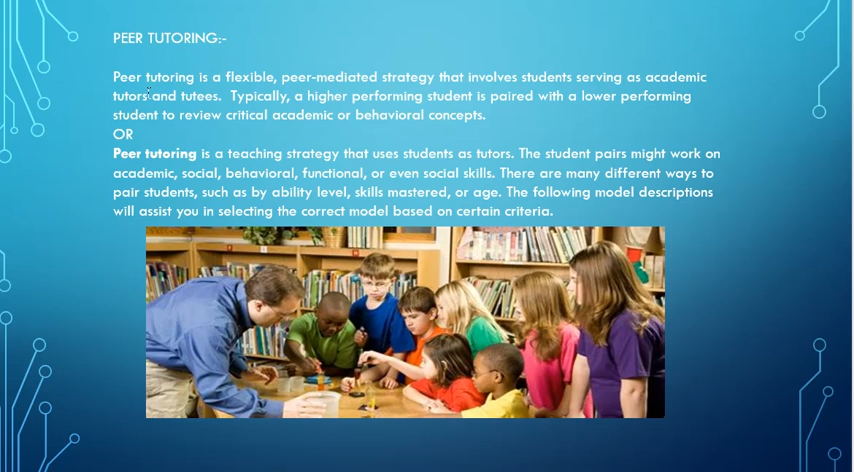 PEER TUTORING:-
Peer tutoring is a flexible, peer-mediated strategy that involves students serving as academic
tutors and tutees.  Typically, a higher performing student is paired with a lower performing
student to review critical academic or behavioral concepts.
OR
Peer tutoring is a teaching strategy that uses students as tutors. The student pairs might work on
academic, social, behavioral, functional, or even social skills. There are many different ways to
pair students, such as by ability level, skills mastered, or age. The following model descriptions
will assist you in selecting the correct model based on certain criteria.